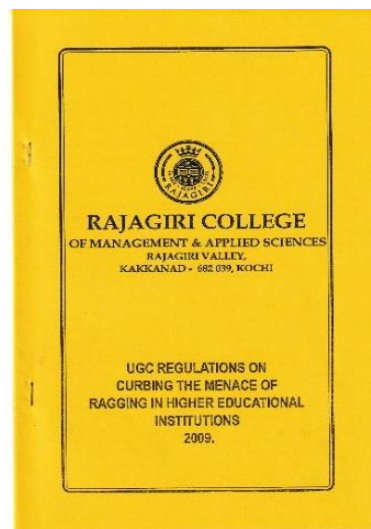 RAJAGIRI
RAJAGIRI COLLEGE
OF MANAGEMENT & APPLIED SCIENCES
RAJAGIRI VALLEY,
KAKKANAD - 682 039, KOCHI
UGC REGULATIONS ON
CURBING THE MENACE OF
RAGGING IN HIGHER EDUCATIONAL
INSTITUTIONS
2009.